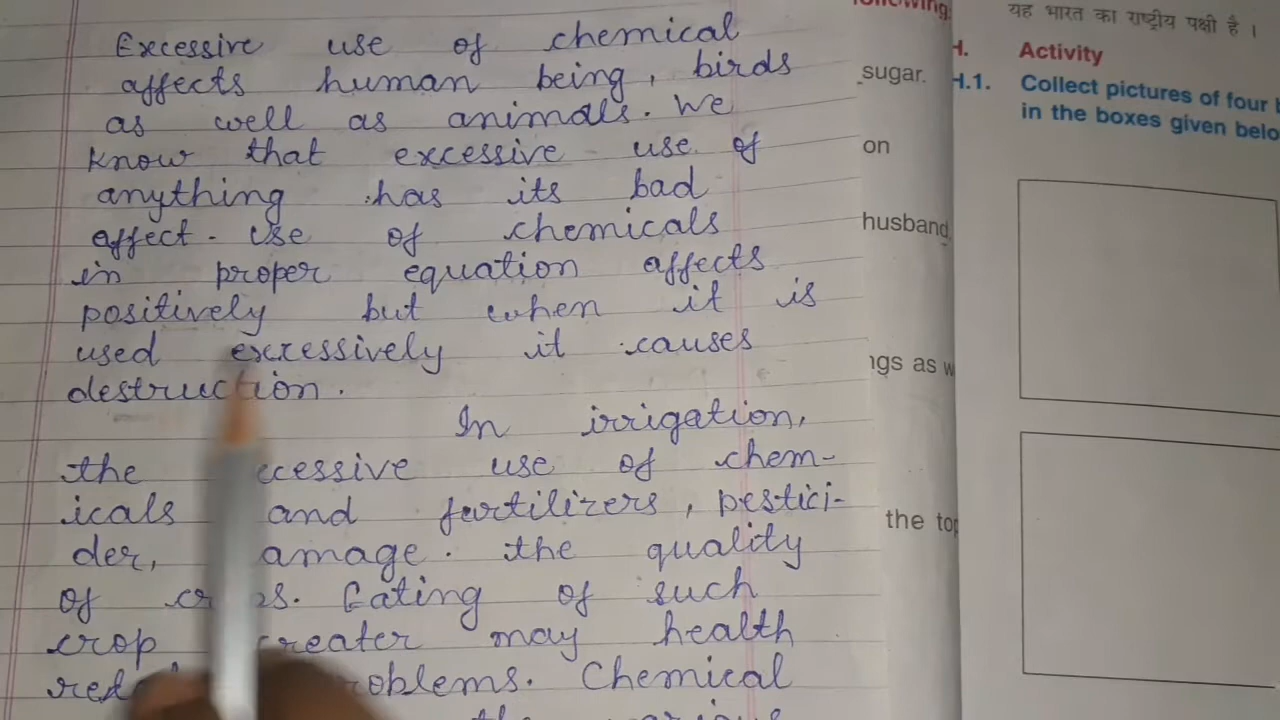 Excessive use of chemical
affects human being, birds
as well as animals. We
know that excessive use of
anything has its bad
affect. Use of chemicals
in proper equation affects
positively but when it is
used excessively it causes
destruction.
In irrigation,
the cessive use of chem-
icals and fertilizers, pestici-
der, amage. the quality
of Eating of such
crop creater may health
roblems. Chemical
following
sugar.
on
husband,
ngs as w
the top
यह भारत का राष्ट्रीय पक्षी है ।
H. Activity
H.1. Collect pictures of four b
in the boxes given belo